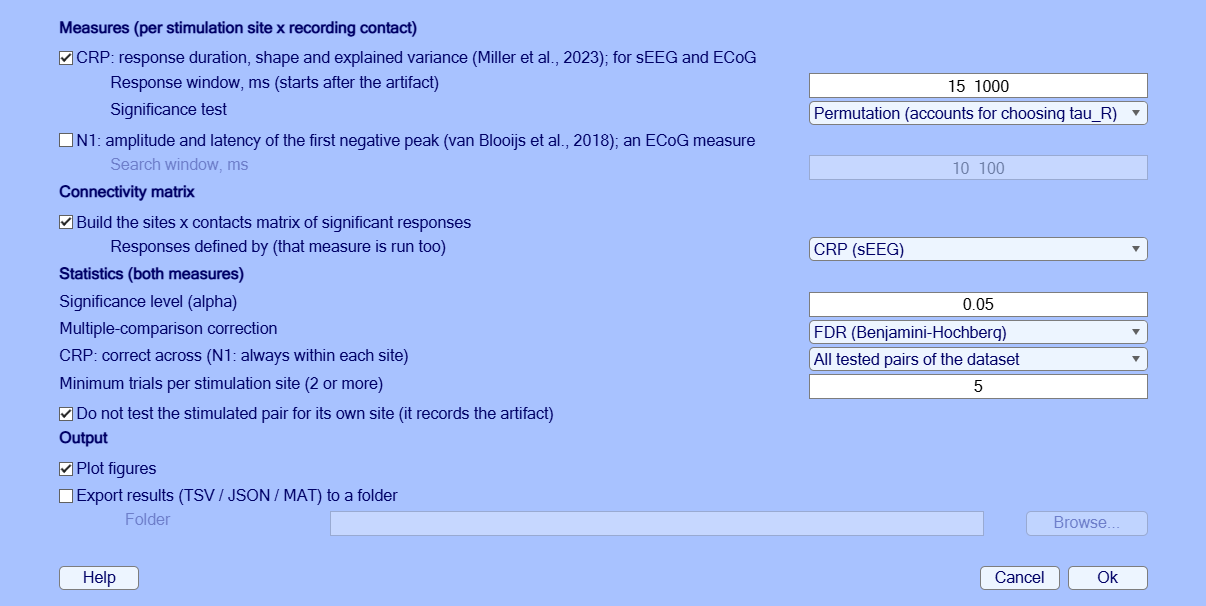 Measures (per stimulation site x recording contact)
CRP: response duration, shape and explained variance (Miller et al., 2023); for sEEG and ECoG
Response window, ms (starts after the artifact)
15 1000
Significance test
Permutation (accounts for choosing tau_R)
N1: amplitude and latency of the first negative peak (van Blooijs et al., 2018); an ECoG measure
Search window, ms
10 100
Connectivity matrix
Build the sites x contacts matrix of significant responses
Responses defined by (that measure is run too)
CRP (sEEG)
Statistics (both measures)
Significance level (alpha)
0.05
Multiple-comparison correction
FDR (Benjamini-Hochberg)
CRP: correct across (N1: always within each site)
All tested pairs of the dataset
Minimum trials per stimulation site (2 or more)
5
Do not test the stimulated pair for its own site (it records the artifact)
Output
Plot figures
Export results (TSV / JSON / MAT) to a folder
Folder
Browse...
Help
Cancel
Ok